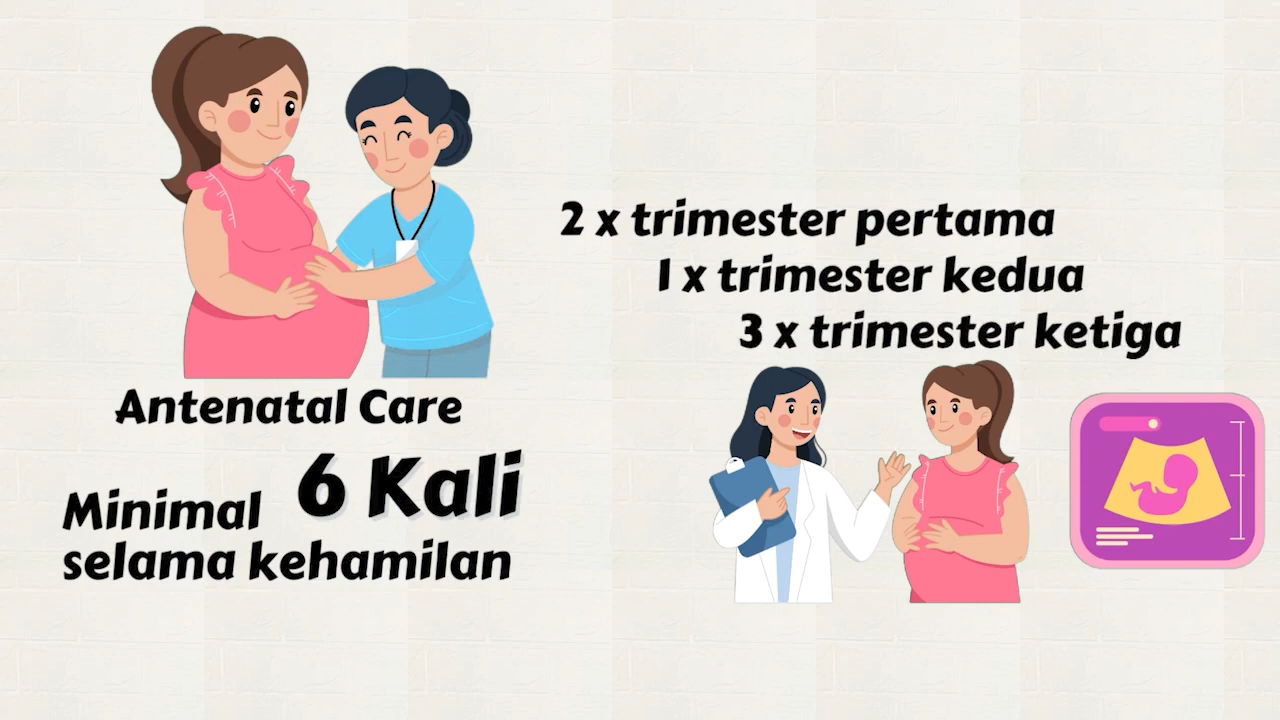 Antenatal Care
Minimal 6 Kali
selama kehamilan
2 x trimester pertama
1 x trimester kedua
3 x trimester ketiga